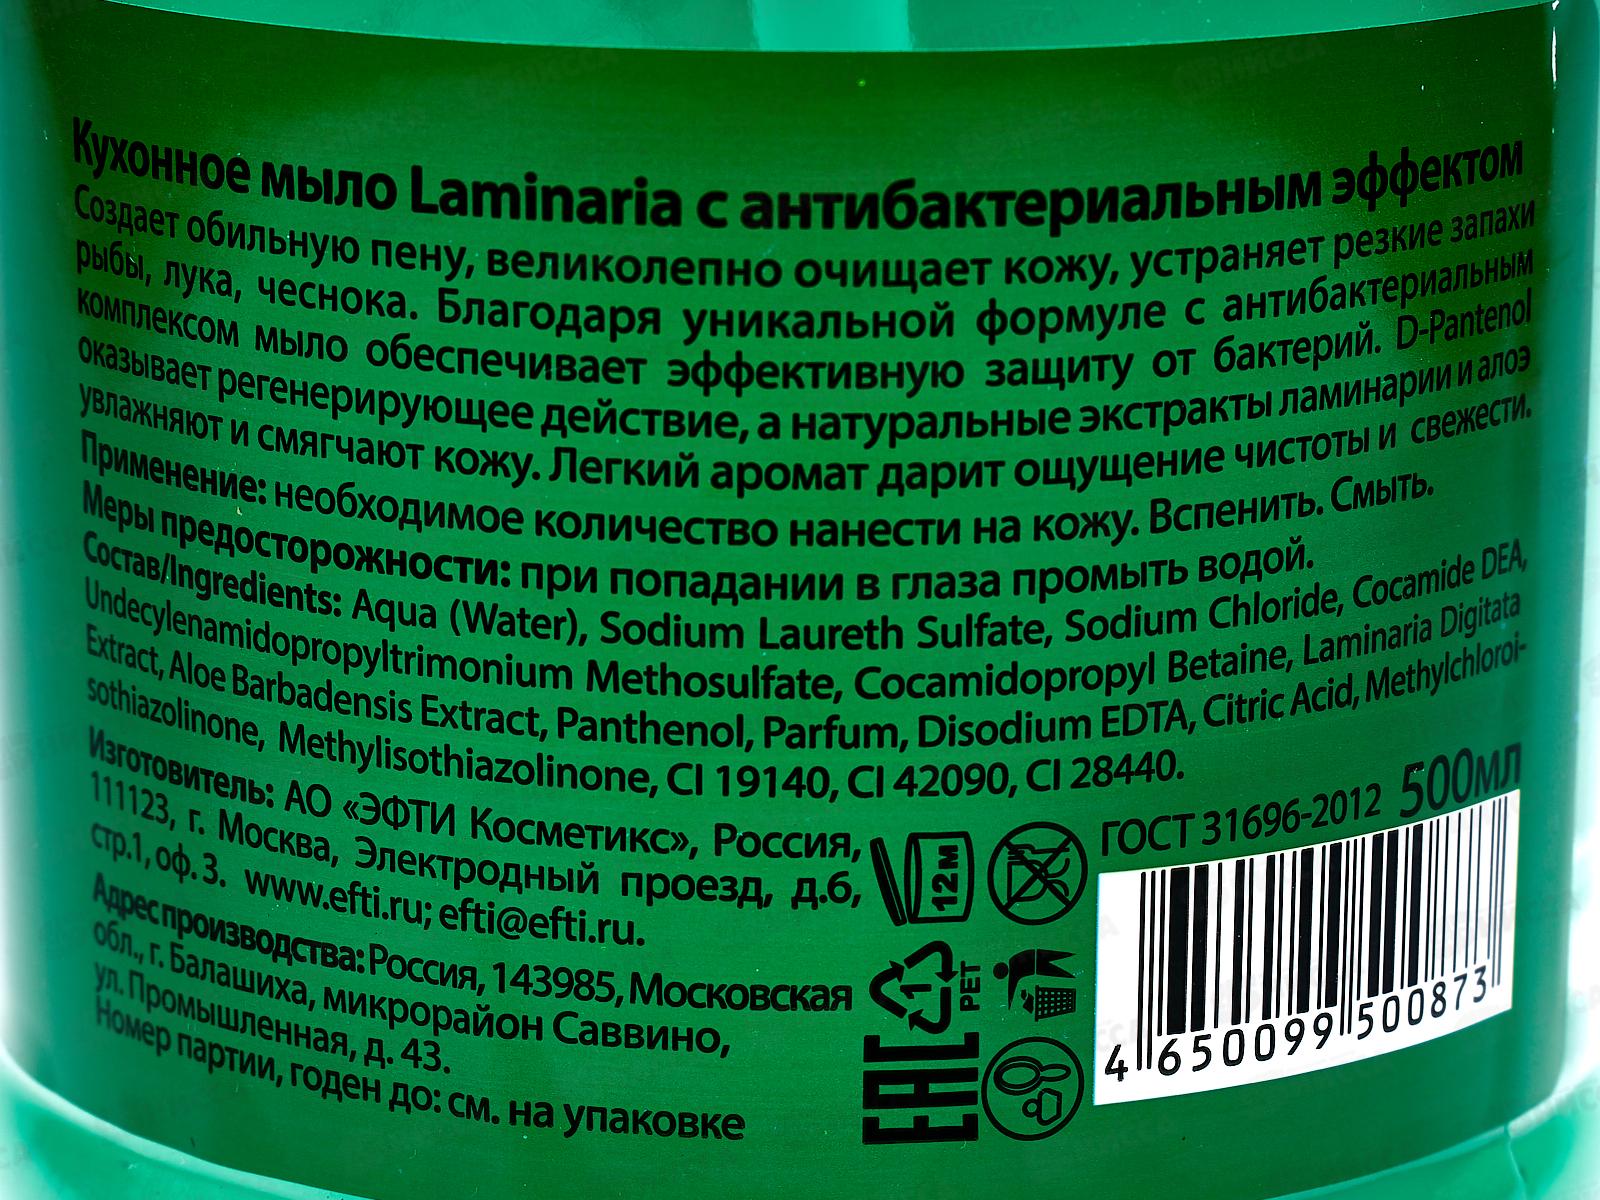 Кухонное мыло Laminaria с антибактериальным эффектом
Создает обильную пену, великолепно очищает кожу, устраняет резкие запахи
рыбы, лука, чеснока. Благодаря уникальной формуле с антибактериальным
комплексом мыло обеспечивает эффективную защиту от бактерий. D-Pantenol
оказывает регенерирующее действие, а натуральные экстракты ламинарии и алоэ
увлажняют и смягчают кожу. Легкий аромат дарит ощущение чистоты и свежести.
Применение: необходимое количество нанести на кожу. Вспенить. Смыть.
Меры предосторожности: при попадании в глаза промыть водой.
Состав/Ingredients: Aqua (Water), Sodium Laureth Sulfate, Sodium Chloride, Cocamide DEA,
Undecylenamidopropyltrimonium Methosulfate, Cocamidopropyl Betaine, Laminaria Digitata
Extract, Aloe Barbadensis Extract, Panthenol, Parfum, Disodium EDTA, Citric Acid, Methylchloroi-
sothiazolinone, Methylisothiazolinone, CI 19140, CI 42090, CI 28440.
Изготовитель: АО «ЭФТИ Косметикс», Россия,
111123, г. Москва, Электродный проезд, д.6,
стр.1, оф. 3. www.efti.ru; efti@efti.ru.
Адрес производства: Россия, 143985, Московская
обл., г. Балашиха, микрорайон Саввино,
ул. Промышленная, д. 43.
Номер партии, годен до: см. на упаковке
12 М
1
PET
EAC
ГОСТ 31696-2012 500мл
4 650099 500873